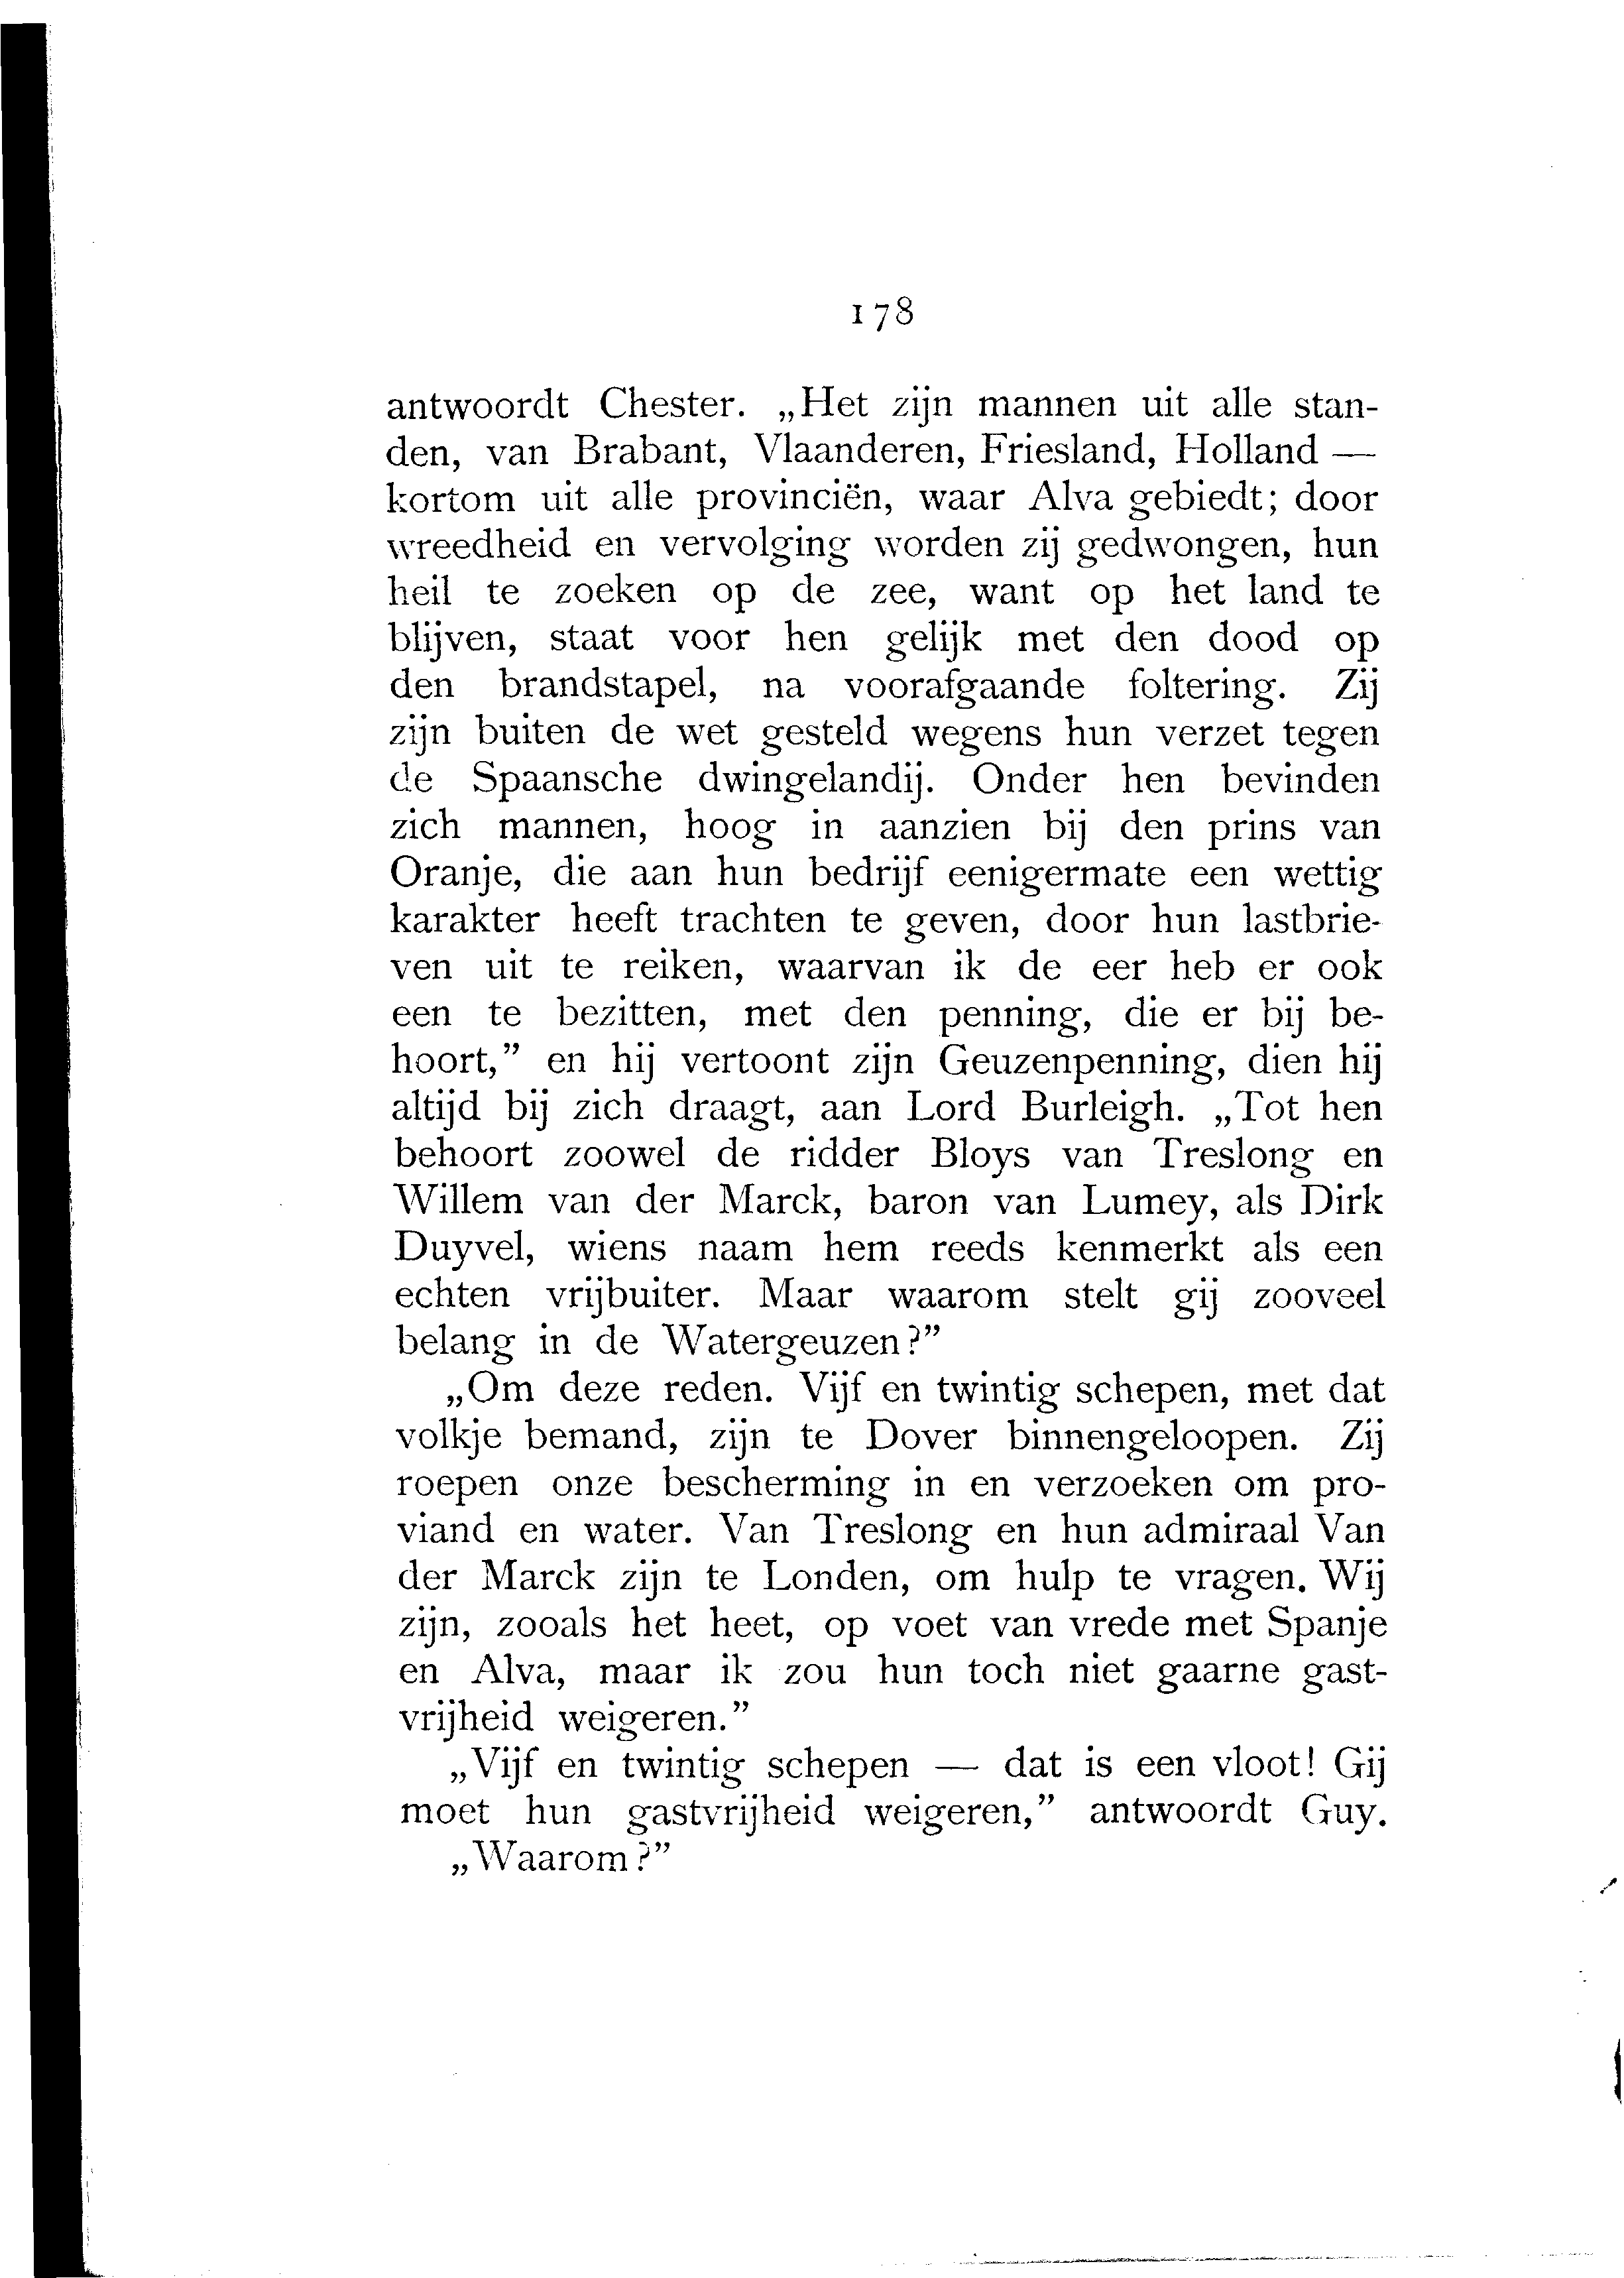 178
antwoordt Chester. „Het zijn mannen uit alle stan-
den, van Brabant, Vlaanderen, Friesland, Holland —
kortom uit alle provinciën, waar Alva gebiedt; door
wreedheid en vervolging worden zij gedwongen, hun
heil te zoeken op de zee, want op het land te
blijven, staat voor hen gelijk met den dood op
den brandstapel, na voorafgaande foltering. Zij
zijn buiten de wet gesteld wegens hun verzet tegen
de Spaansche dwingelandij. Onder hen bevinden
zich mannen, hoog in aanzien bij den prins van
Oranje, die aan hun bedrijf eenigermate een wettig
karakter heeft trachten te geven, door hun lastbrie-
ven uit te reiken, waarvan ik de eer heb er ook
een te bezitten, met den penning, die er bij be-
hoort,” en hij vertoont zijn Geuzenpenning, dien hij
altijd bij zich draagt, aan Lord Burleigh. „Tot hen
behoort zoowel de ridder Bloys van Treslong en
Willem van der Marck, baron van Lumey, als Dirk
Duyvel, wiens naam hem reeds kenmerkt als een
echten vrijbuiter. Maar waarom stelt gij zooveel
belang in de Watergeuzen?”
„Om deze reden. Vijf en twintig schepen, met dat
volkje bemand, zijn te Dover binnengeloopen. Zij
roepen onze bescherming in en verzoeken om pro-
viand en water. Van Treslong en hun admiraal Van
der Marck zijn te Londen, om hulp te vragen. Wij
zijn, zooals het heet, op voet van vrede met Spanje
en Alva, maar ik zou hun toch niet gaarne gast-
vrijheid weigeren.”
„Vijf en twintig schepen — dat is een vloot! Gij
moet hun gastvrijheid weigeren,” antwoordt Guy.
„Waarom?”